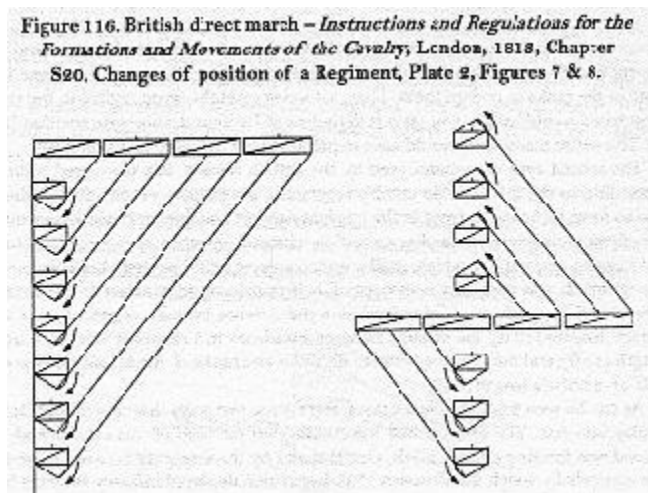 Figure 116. British direct march – Instructions and Regulations for the
Formations and Movements of the Cavalry, London, 1818, Chapter
S20. Changes of position of a Regiment, Plate 2, Figures 7 & 8.